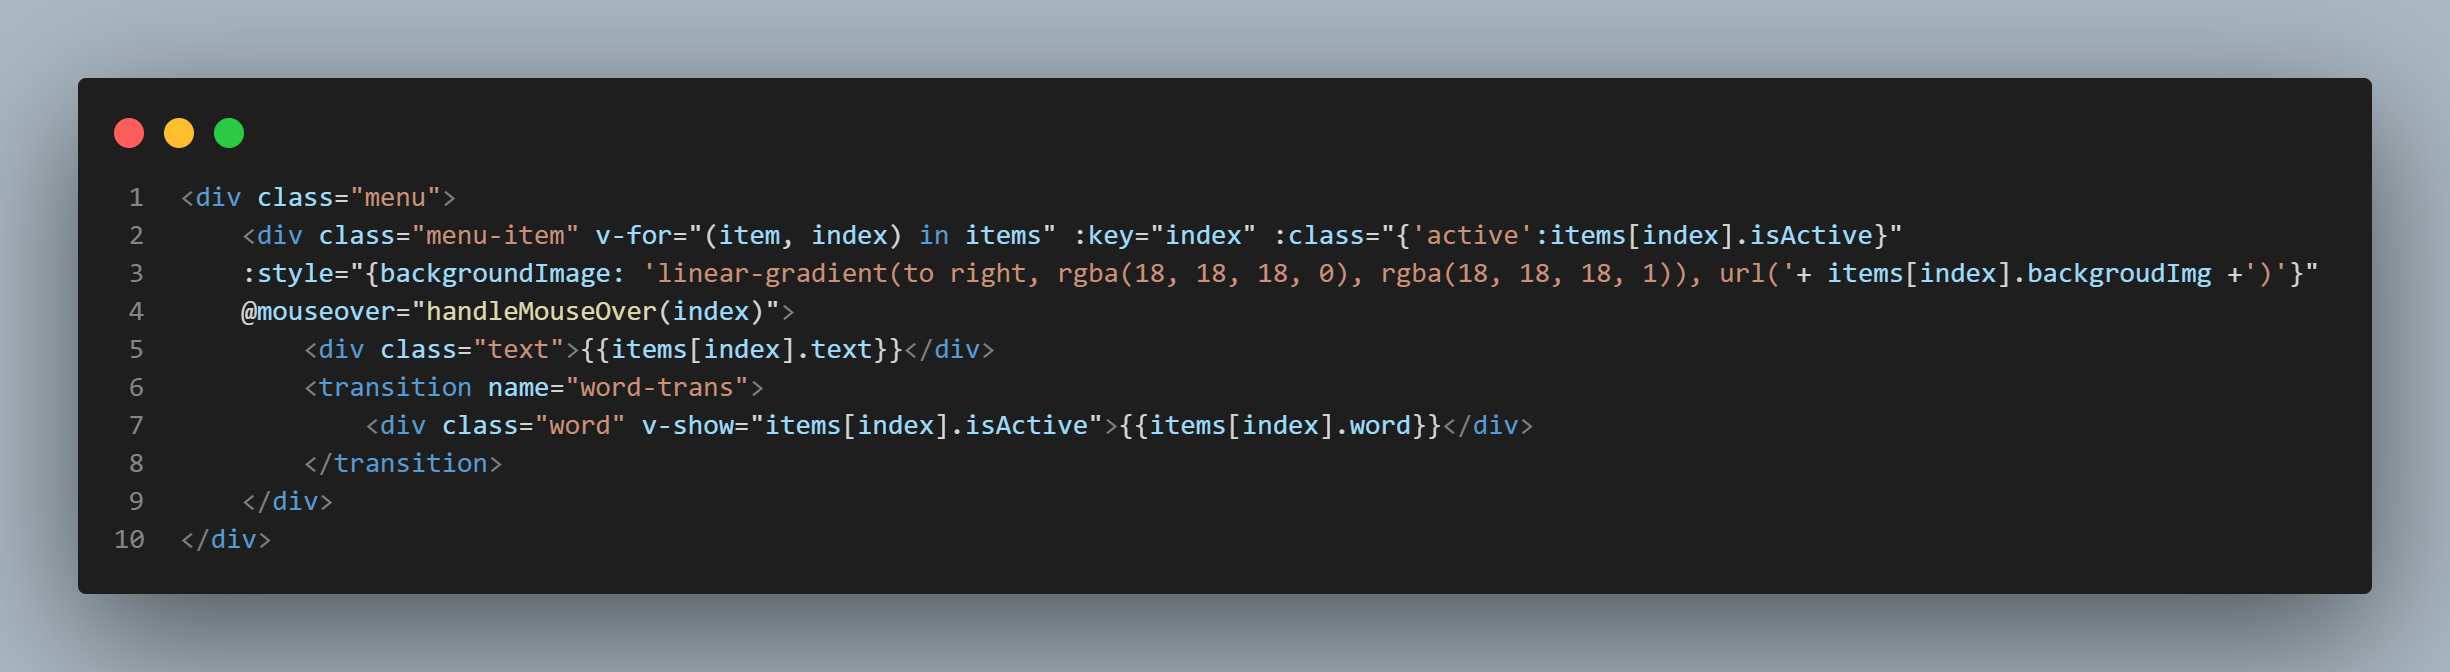 1 <div class="menu">
2 <div class="menu-item" v-for="(item, index) in items" :key="index" :class="{'active':items[index].isActive}"
3 :style="{backgroundImage: 'linear-gradient(to right, rgba(18, 18, 18, 0), rgba(18, 18, 18, 1)), url('+ items[index].backgroudImg +')'}"
4 @mouseover="handleMouseOver(index)">
5 <div class="text">{{items[index].text}}</div>
6 <transition name="word-trans">
7 <div class="word" v-show="items[index].isActive">{{items[index].word}}</div>
8 </transition>
9 </div>
10 </div>